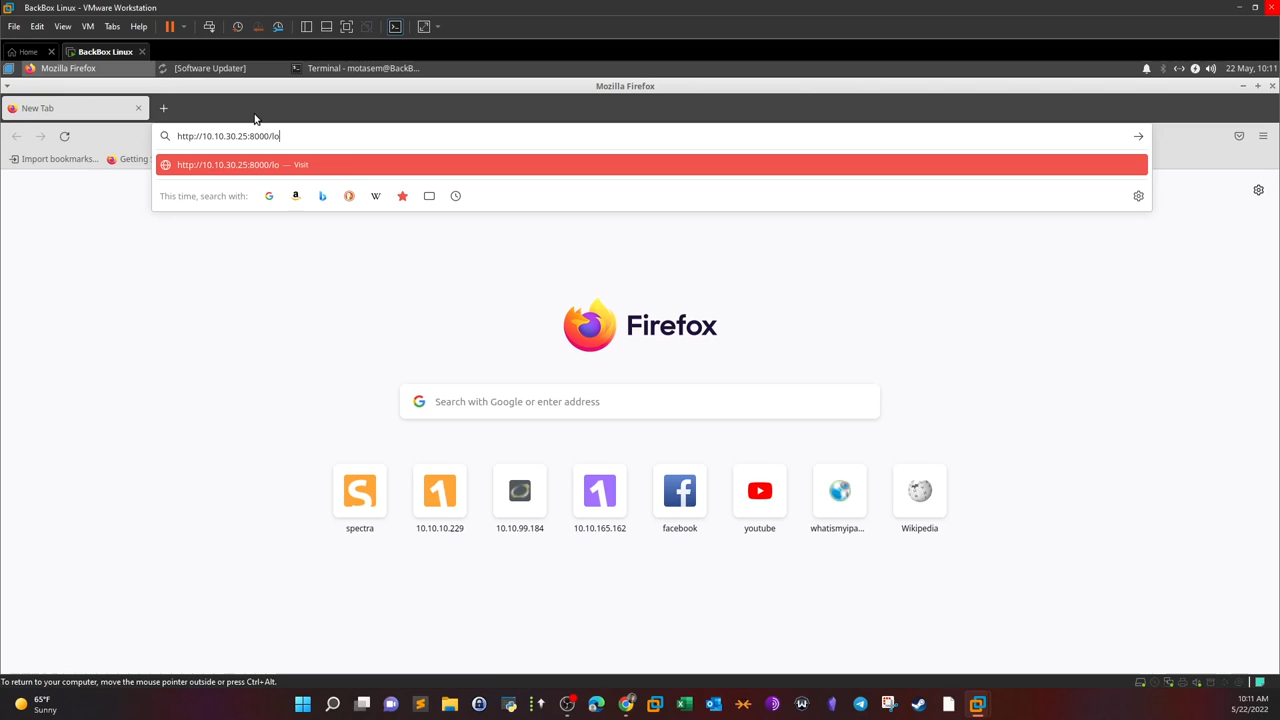 BackBox Linux - VMware Workstation
File Edit View VM Tabs Help
Home BackBox Linux
Mozilla Firefox [Software Updater] Terminal - motasem@BackB... 22 May, 10:11
Mozilla Firefox
New Tab
http://10.10.30.25:8000/lo
Import bookmarks... Getting S
http://10.10.30.25:8000/lo — Visit
This time, search with:
Firefox
Search with Google or enter address
spectra 10.10.10.229 10.10.99.184 10.10.165.162 facebook youtube whatismyipa... Wikipedia
To return to your computer, move the mouse pointer outside or press Ctrl+Alt.
65°F
Sunny
10:11 AM
5/22/2022